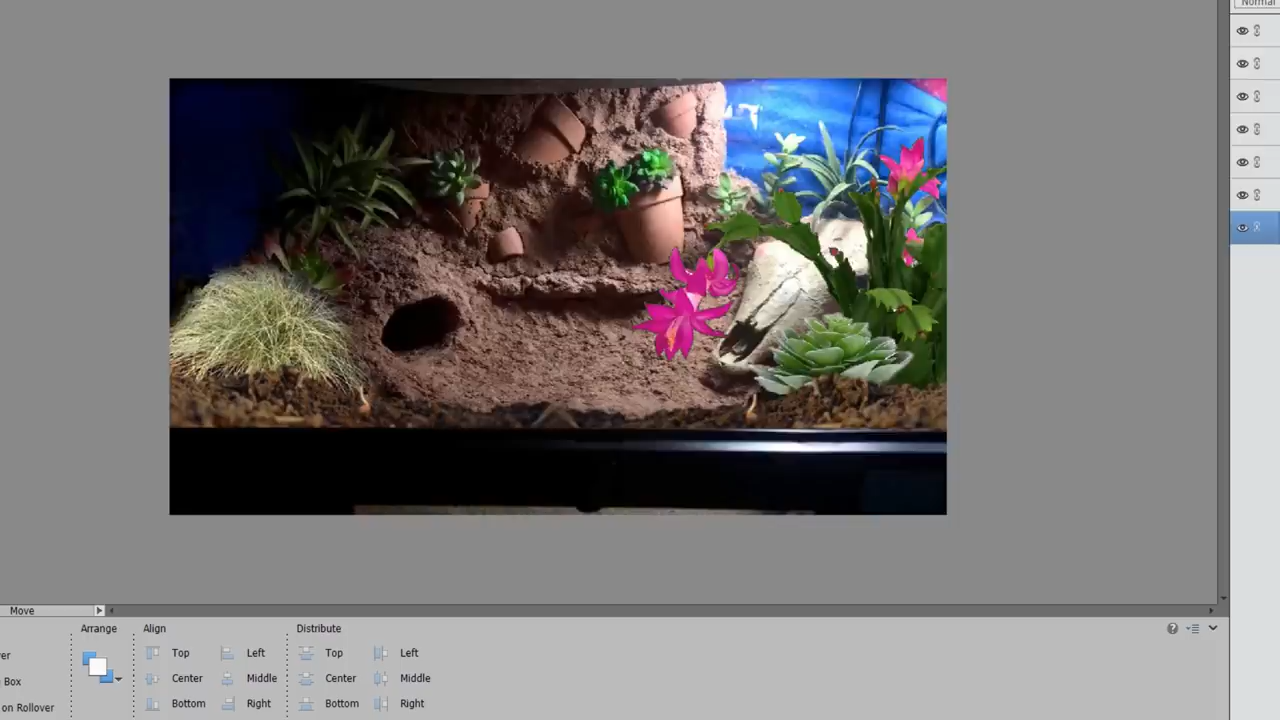 Normal
Move
Arrange
Align
Distribute
Top
Left
Top
Left
Box
Center
Middle
Center
Middle
on Rollover
Bottom
Right
Bottom
Right